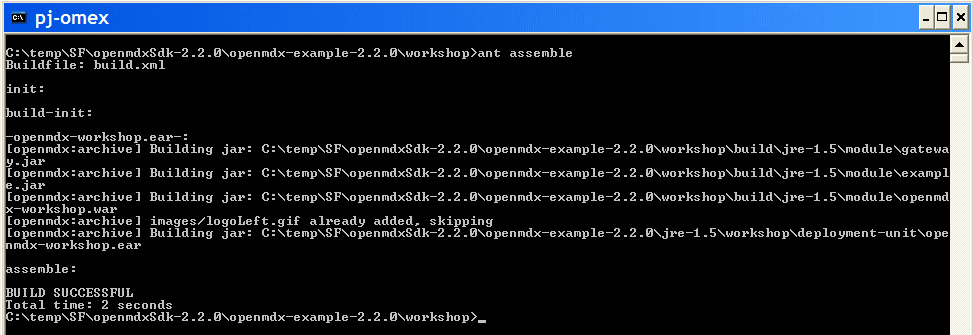 pj-omex
C:\temp\SF\openmdxSdk-2.2.0\openmdx-example-2.2.0\workshop>ant assemble
Buildfile: build.xml
init:
build-init:
-openmdx-workshop.ear-:
[openmdx:archive] Building jar: C:\temp\SF\openmdxSdk-2.2.0\openmdx-example-2.2.0\workshop\build\jre-1.5\module\gatewa
y.jar
[openmdx:archive] Building jar: C:\temp\SF\openmdxSdk-2.2.0\openmdx-example-2.2.0\workshop\build\jre-1.5\module\exampl
e.jar
[openmdx:archive] Building jar: C:\temp\SF\openmdxSdk-2.2.0\openmdx-example-2.2.0\workshop\build\jre-1.5\module\openmd
x-workshop.war
[openmdx:archive] images/logoLeft.gif already added, skipping
[openmdx:archive] Building jar: C:\temp\SF\openmdxSdk-2.2.0\openmdx-example-2.2.0\jre-1.5\workshop\deployment-unit\ope
nmdx-workshop.ear
assemble:
BUILD SUCCESSFUL
Total time: 2 seconds
C:\temp\SF\openmdxSdk-2.2.0\openmdx-example-2.2.0\workshop>_